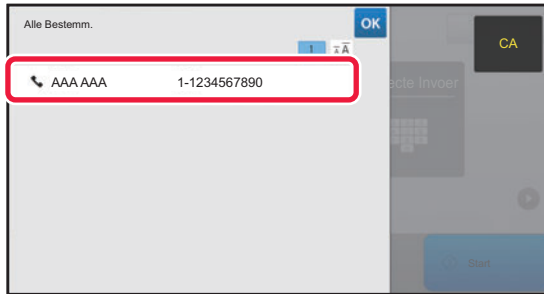 Alle Bestemm.
OK
CA
1
AAA AAA 1-1234567890
ecte Invoer
Start